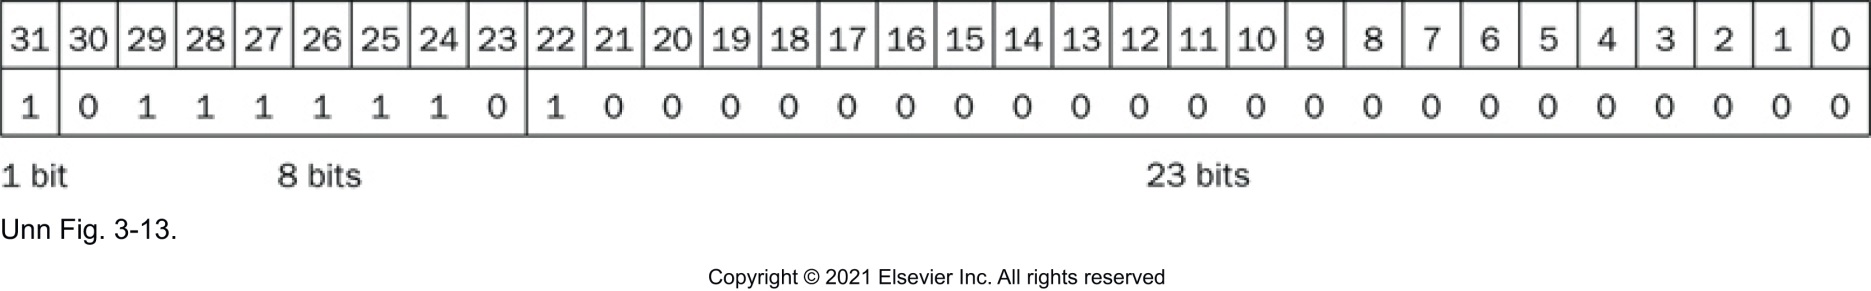 31 30 29 28 27 26 25 24 23 22 21 20 19 18 17 16 15 14 13 12 11 10 9 8 7 6 5 4 3 2 1 0
1 0 1 1 1 1 1 1 0 1 0 0 0 0 0 0 0 0 0 0 0 0 0 0 0 0 0 0 0 0 0 0
1 bit 8 bits 23 bits
Unn Fig. 3-13.
Copyright © 2021 Elsevier Inc. All rights reserved